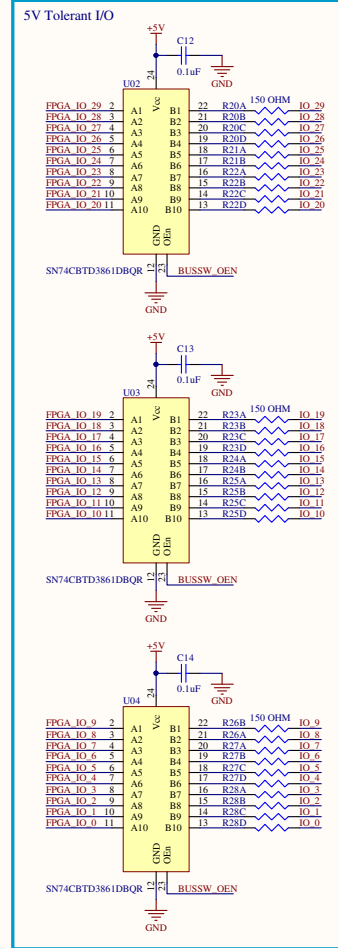 5V Tolerant I/O
+5V
C12
0.1uF
GND
24
U02
Vcc
150 OHM
FPGA_IO_29 2 A1 B1 22 R20A IO_29
FPGA_IO_28 3 A2 B2 21 R20B IO_28
FPGA_IO_27 4 A3 B3 20 R20C IO_27
FPGA_IO_26 5 A4 B4 19 R20D IO_26
FPGA_IO_25 6 A5 B5 18 R21A IO_25
FPGA_IO_24 7 A6 B6 17 R21B IO_24
FPGA_IO_23 8 A7 B7 16 R22A IO_23
FPGA_IO_22 9 A8 B8 15 R22B IO_22
FPGA_IO_21 10 A9 B9 14 R22C IO_21
FPGA_IO_20 11 A10 B10 13 R22D IO_20
GND
OEn
SN74CBTD3861DBQR 12 23 BUSSW_OEN
GND
+5V
C13
0.1uF
GND
24
U03
Vcc
150 OHM
FPGA_IO_19 2 A1 B1 22 R23A IO_19
FPGA_IO_18 3 A2 B2 21 R23B IO_18
FPGA_IO_17 4 A3 B3 20 R23C IO_17
FPGA_IO_16 5 A4 B4 19 R23D IO_16
FPGA_IO_15 6 A5 B5 18 R24A IO_15
FPGA_IO_14 7 A6 B6 17 R24B IO_14
FPGA_IO_13 8 A7 B7 16 R25A IO_13
FPGA_IO_12 9 A8 B8 15 R25B IO_12
FPGA_IO_11 10 A9 B9 14 R25C IO_11
FPGA_IO_10 11 A10 B10 13 R25D IO_10
GND
OEn
SN74CBTD3861DBQR 12 23 BUSSW_OEN
GND
+5V
C14
0.1uF
GND
24
U04
Vcc
150 OHM
FPGA_IO_9 2 A1 B1 22 R26B IO_9
FPGA_IO_8 3 A2 B2 21 R26A IO_8
FPGA_IO_7 4 A3 B3 20 R27A IO_7
FPGA_IO_6 5 A4 B4 19 R27B IO_6
FPGA_IO_5 6 A5 B5 18 R27C IO_5
FPGA_IO_4 7 A6 B6 17 R27D IO_4
FPGA_IO_3 8 A7 B7 16 R28A IO_3
FPGA_IO_2 9 A8 B8 15 R28B IO_2
FPGA_IO_1 10 A9 B9 14 R28C IO_1
FPGA_IO_0 11 A10 B10 13 R28D IO_0
GND
OEn
SN74CBTD3861DBQR 12 23 BUSSW_OEN
GND